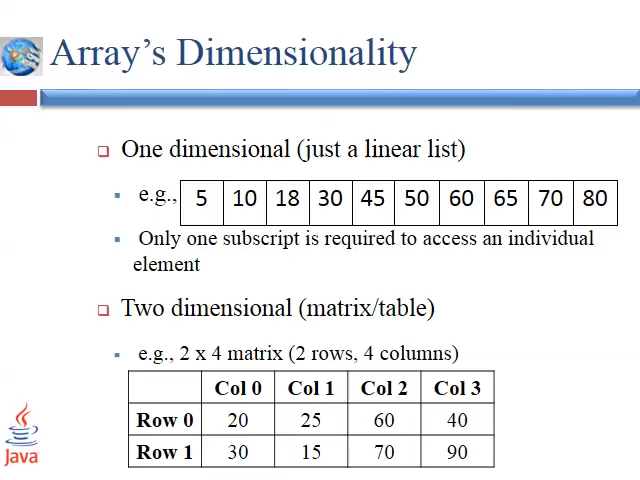 Array's Dimensionality
One dimensional (just a linear list)
e.g., 5 10 18 30 45 50 60 65 70 80
Only one subscript is required to access an individual
element
Two dimensional (matrix/table)
e.g., 2 x 4 matrix (2 rows, 4 columns)
Col 0 Col 1 Col 2 Col 3
Row 0 20 25 60 40
Row 1 30 15 70 90
Java